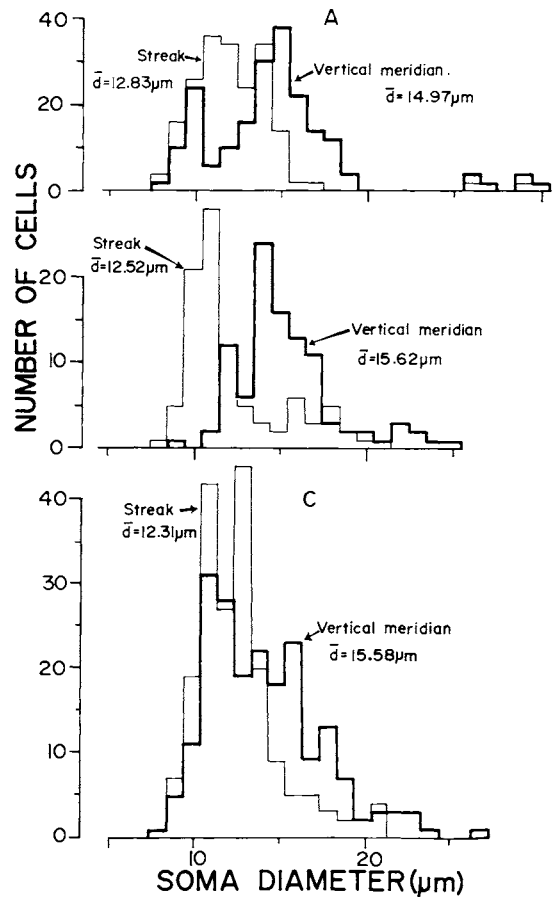 A
40
20
0
Streak
d̄=12.83μm
Vertical meridian.
d̄=14.97μm
NUMBER OF CELLS
20
10
0
Streak
d̄=12.52μm
Vertical meridian
d̄=15.62μm
C
40
30
20
10
0
Streak
d̄=12.31μm
Vertical meridian
d̄=15.58μm
10
20
SOMA DIAMETER(μm)